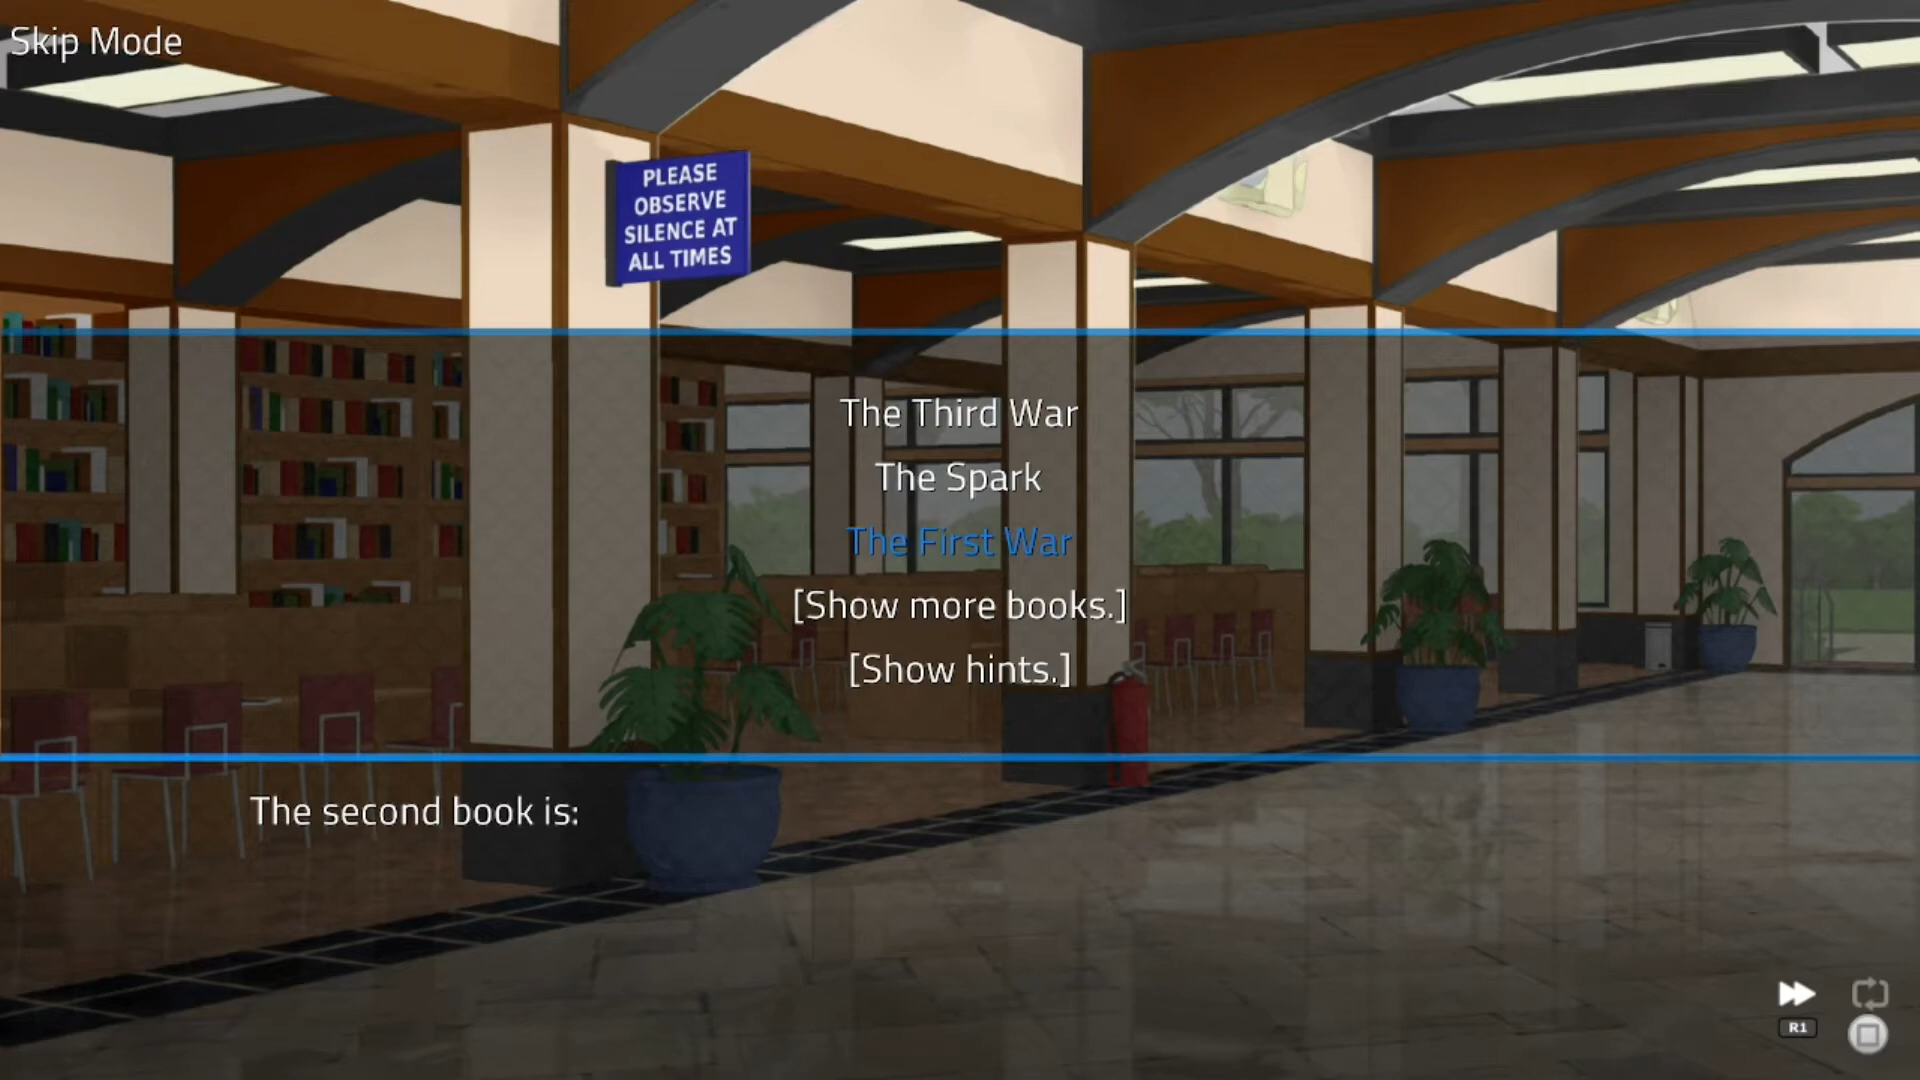 Skip Mode
PLEASE
OBSERVE
SILENCE AT
ALL TIMES
The Third War
The Spark
The First War
[Show more books.]
[Show hints.]
The second book is:
R1